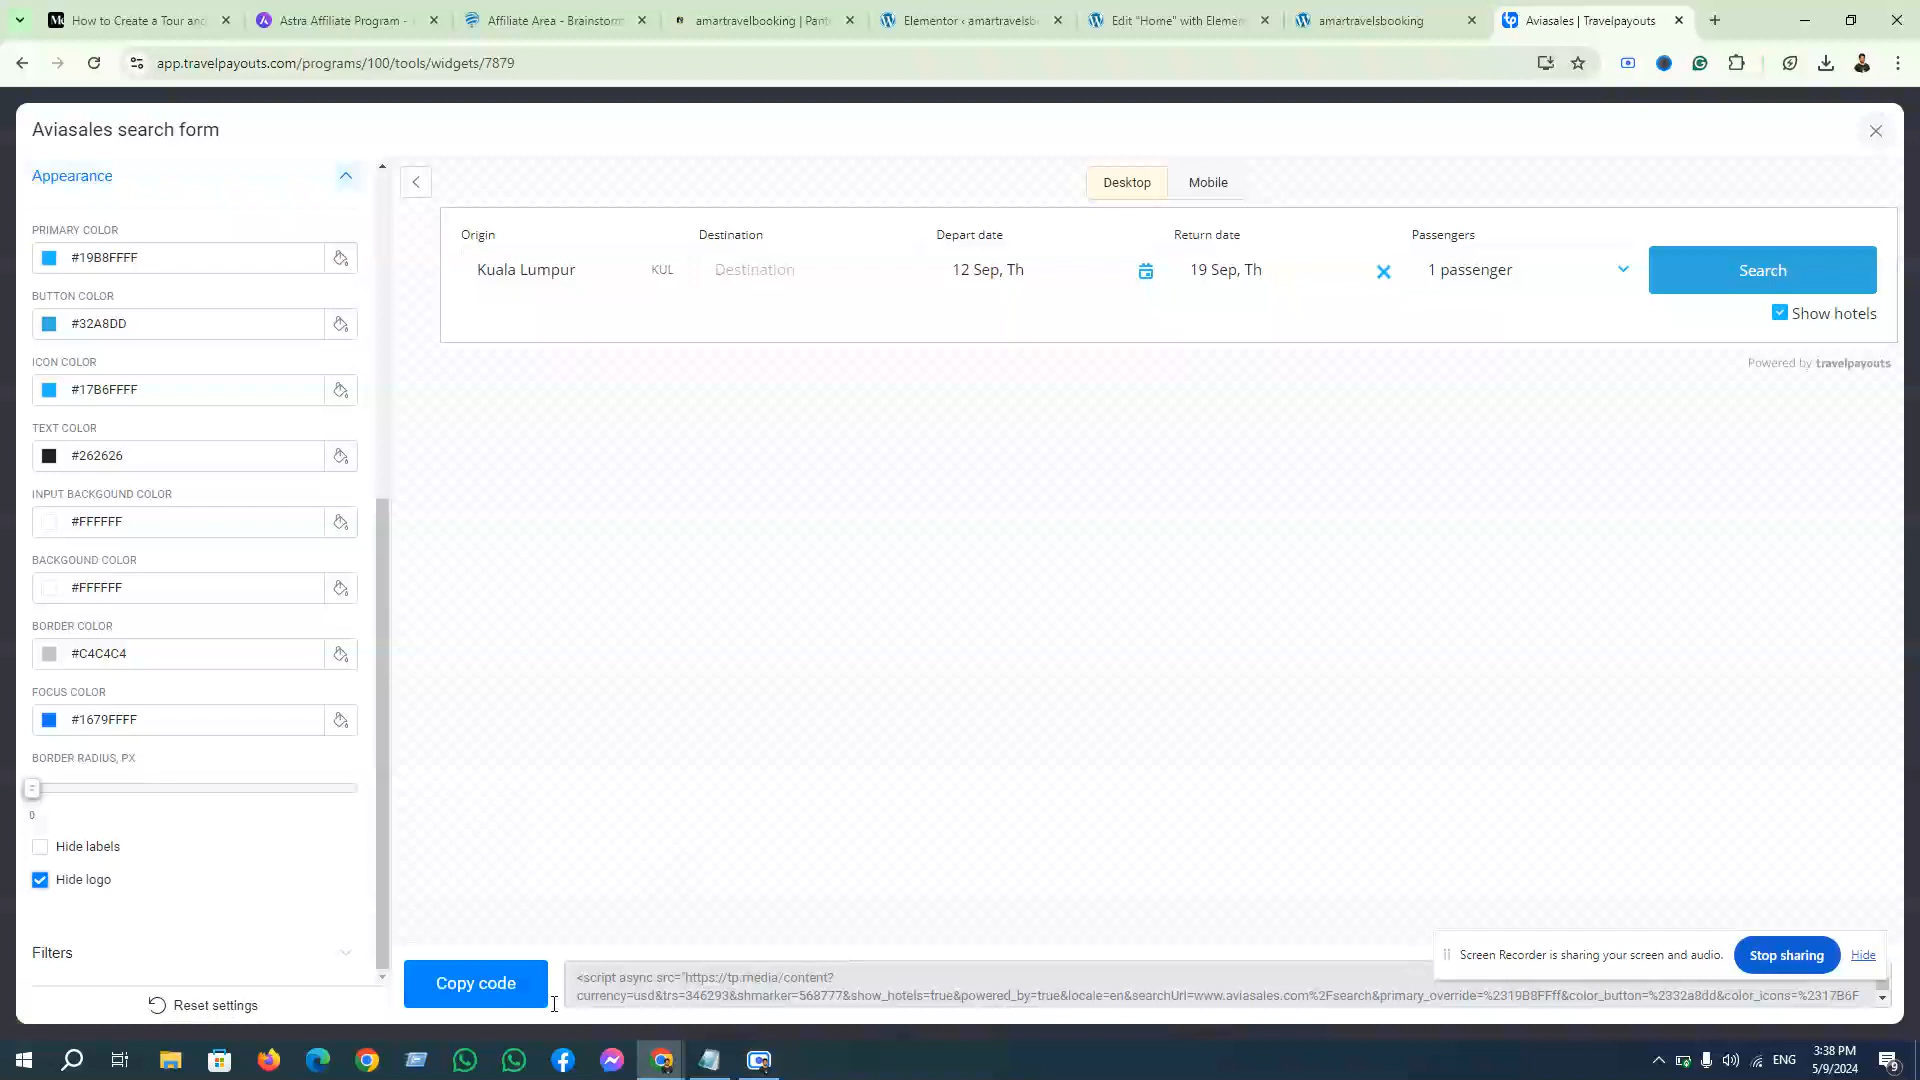 How to Create a Tour and
Astra Affiliate Program -
Affiliate Area - Brainstorm
amartravelbooking | Pant
Elementor ‹ amartravelsbo
Edit "Home" with Elemen
amartravelsbooking
Aviasales | Travelpayouts
app.travelpayouts.com/programs/100/tools/widgets/7879
Aviasales search form
Appearance
Desktop
Mobile
PRIMARY COLOR
#19B8FFFF
BUTTON COLOR
#32A8DD
ICON COLOR
#17B6FFFF
TEXT COLOR
#262626
INPUT BACKGOUND COLOR
#FFFFFF
BACKGOUND COLOR
#FFFFFF
BORDER COLOR
#C4C4C4
FOCUS COLOR
#1679FFFF
BORDER RADIUS, PX
0
Hide labels
Hide logo
Filters
Reset settings
Origin
Destination
Depart date
Return date
Passengers
Kuala Lumpur
KUL
Destination
12 Sep, Th
19 Sep, Th
1 passenger
Search
Show hotels
Powered by travelpayouts
Copy code
<script async src="https://tp.media/content?
currency=usd&trs=346293&shmarker=568777&show_hotels=true&powered_by=true&locale=en&searchUrl=www.aviasales.com%2Fsearch&primary_override=%2319B8FFff&color_button=%2332a8dd&color_icons=%2317B6F
Screen Recorder is sharing your screen and audio.
Stop sharing
Hide
ENG
3:38 PM
5/9/2024
9